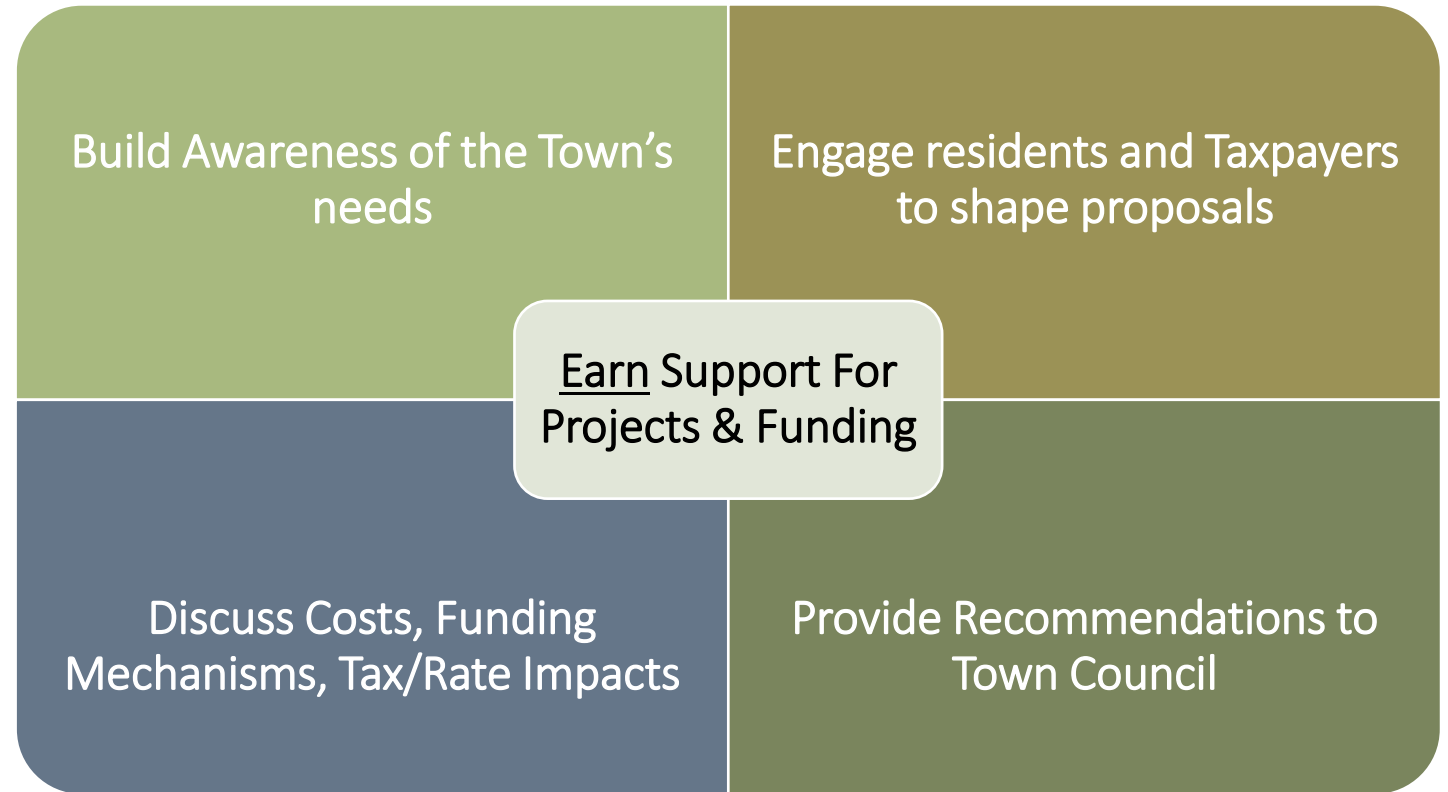 Build Awareness of the Town’s
needs
Engage residents and Taxpayers
to shape proposals
Earn Support For
Projects & Funding
Discuss Costs, Funding
Mechanisms, Tax/Rate Impacts
Provide Recommendations to
Town Council